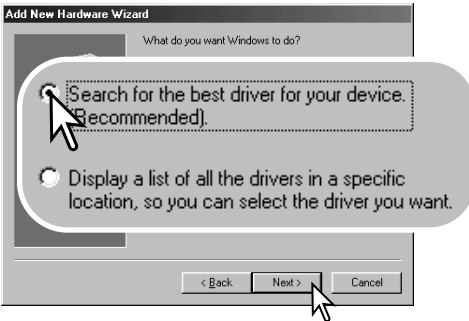 Add New Hardware Wizard
What do you want Windows to do?
Search for the best driver for your device.
(Recommended).
Display a list of all the drivers in a specific
location, so you can select the driver you want.
< Back
Next >
Cancel